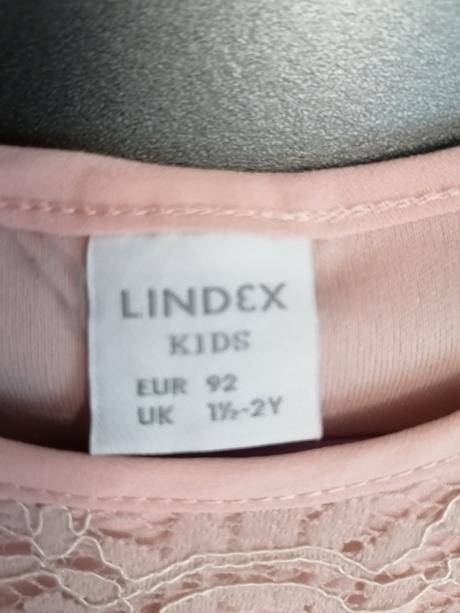 LINDEX
KIDS
EUR 92
UK 1½-2Y